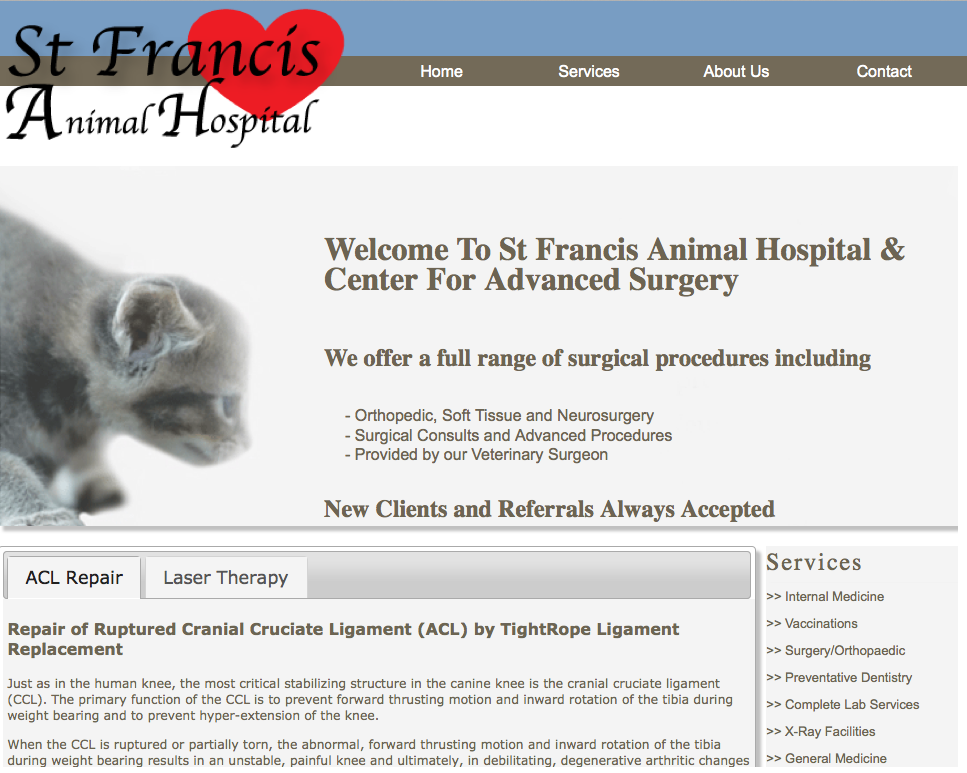 St Francis
Animal Hospital
Home Services About Us Contact
Welcome To St Francis Animal Hospital &
Center For Advanced Surgery
We offer a full range of surgical procedures including
- Orthopedic, Soft Tissue and Neurosurgery
- Surgical Consults and Advanced Procedures
- Provided by our Veterinary Surgeon
New Clients and Referrals Always Accepted
ACL Repair Laser Therapy
Repair of Ruptured Cranial Cruciate Ligament (ACL) by TightRope Ligament
Replacement
Just as in the human knee, the most critical stabilizing structure in the canine knee is the cranial cruciate ligament
(CCL). The primary function of the CCL is to prevent forward thrusting motion and inward rotation of the tibia during
weight bearing and to prevent hyper-extension of the knee.
When the CCL is ruptured or partially torn, the abnormal, forward thrusting motion and inward rotation of the tibia
during weight bearing results in an unstable, painful knee and ultimately, in debilitating, degenerative arthritic changes
Services
>> Internal Medicine
>> Vaccinations
>> Surgery/Orthopaedic
>> Preventative Dentistry
>> Complete Lab Services
>> X-Ray Facilities
>> General Medicine